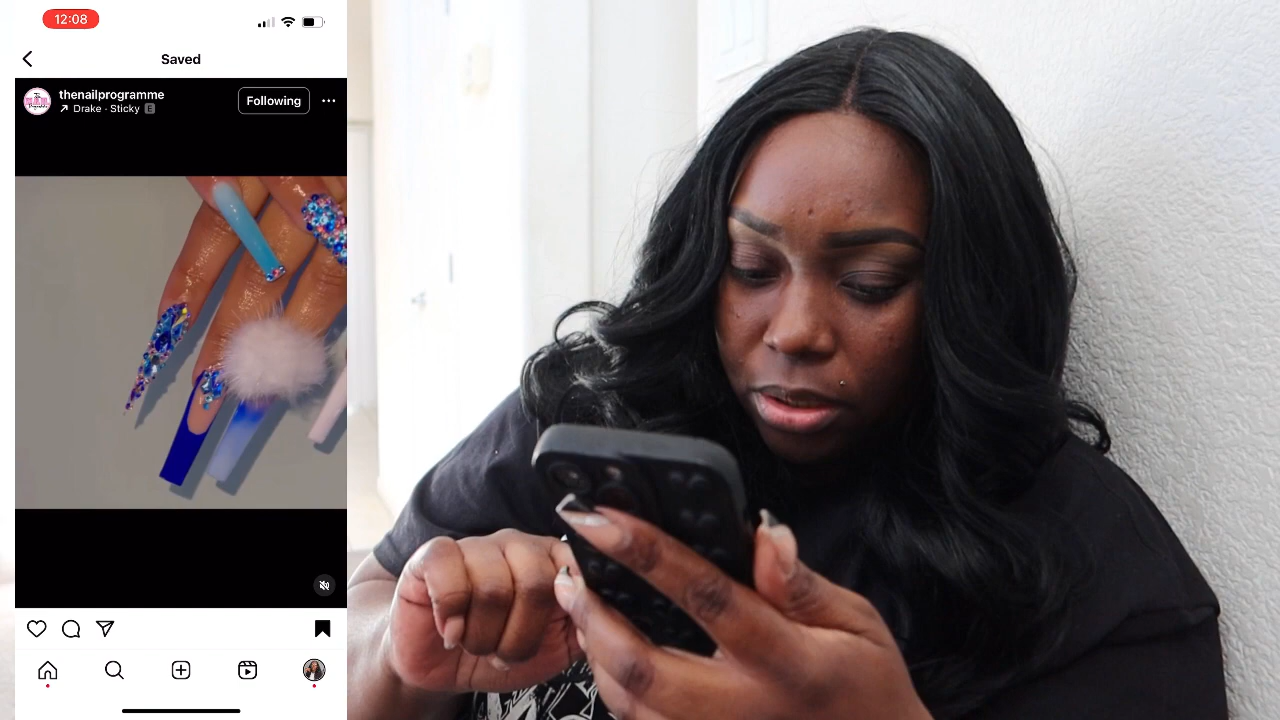 12:08
Saved
thenailprogramme
Drake · Sticky E
Following